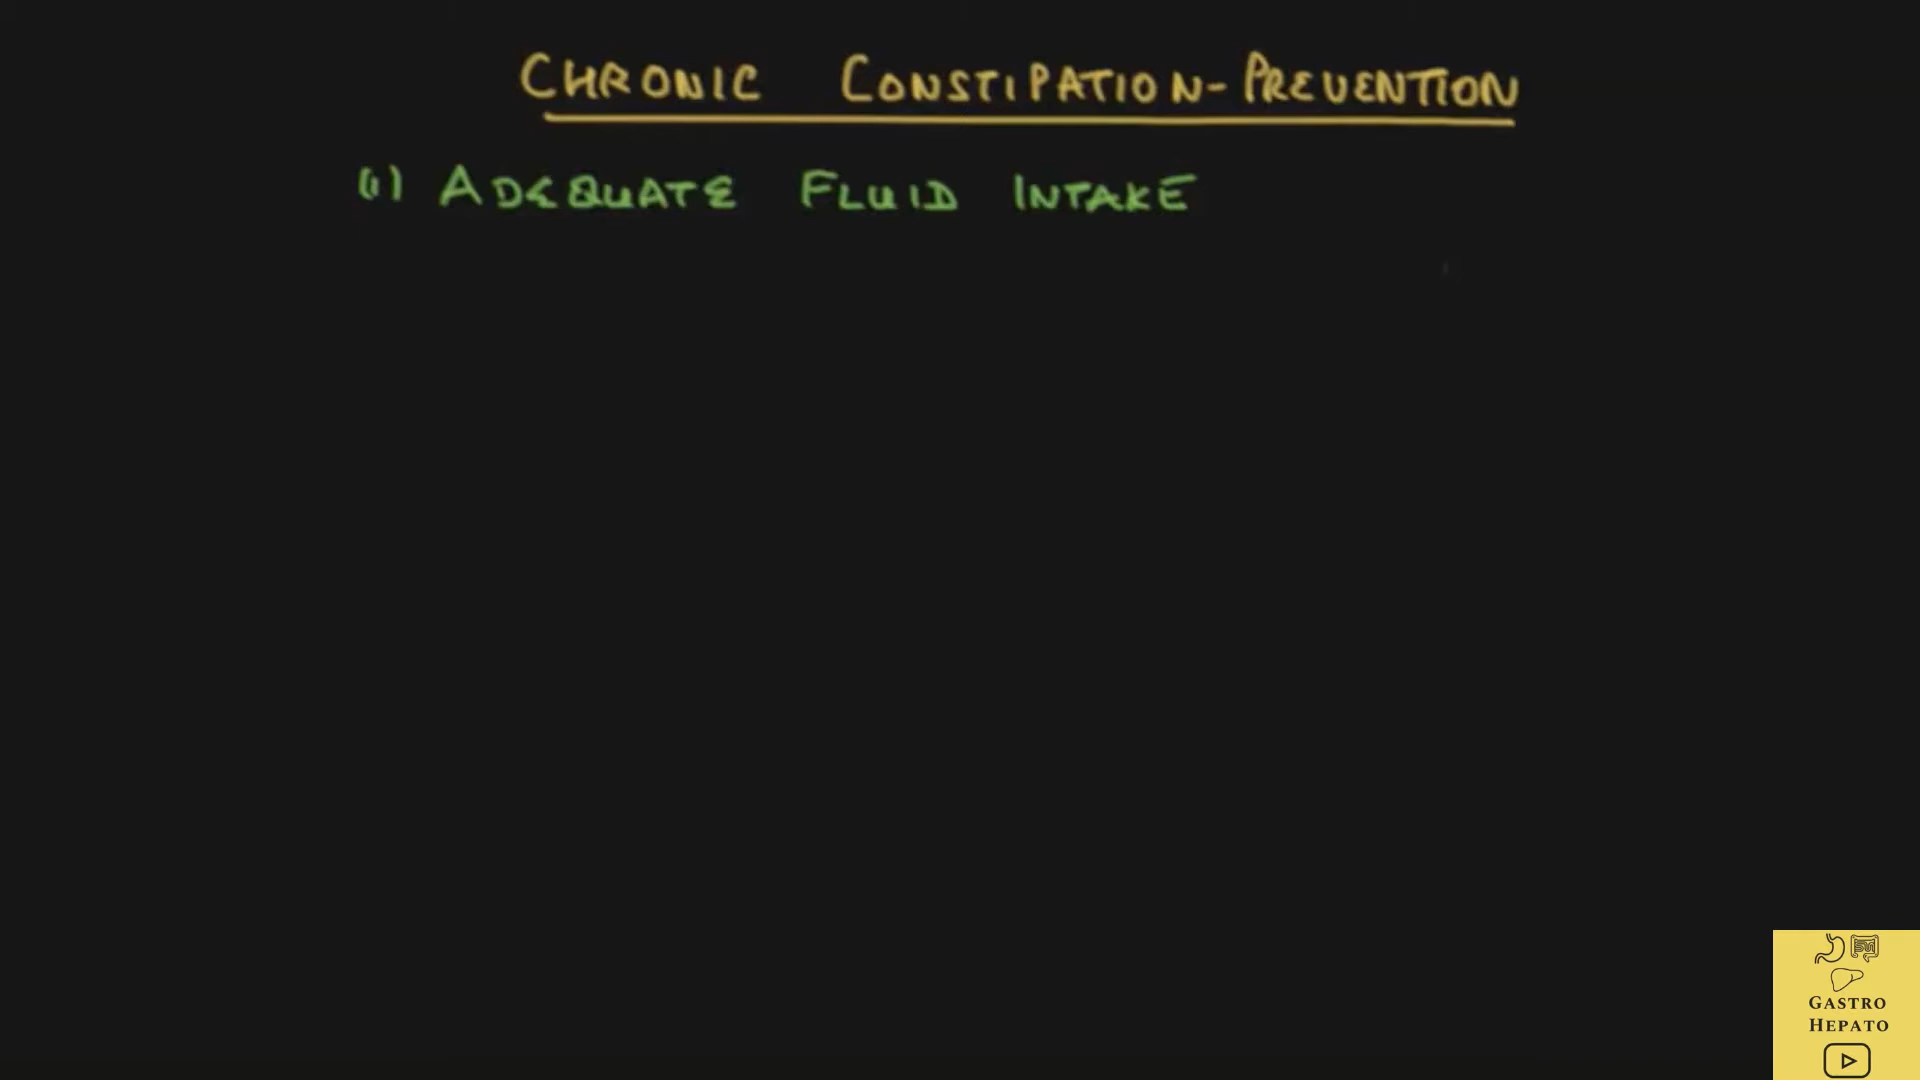 CHRONIC CONSTIPATION-PREVENTION
(1) ADEQUATE FLUID INTAKE
GASTRO
HEPATO